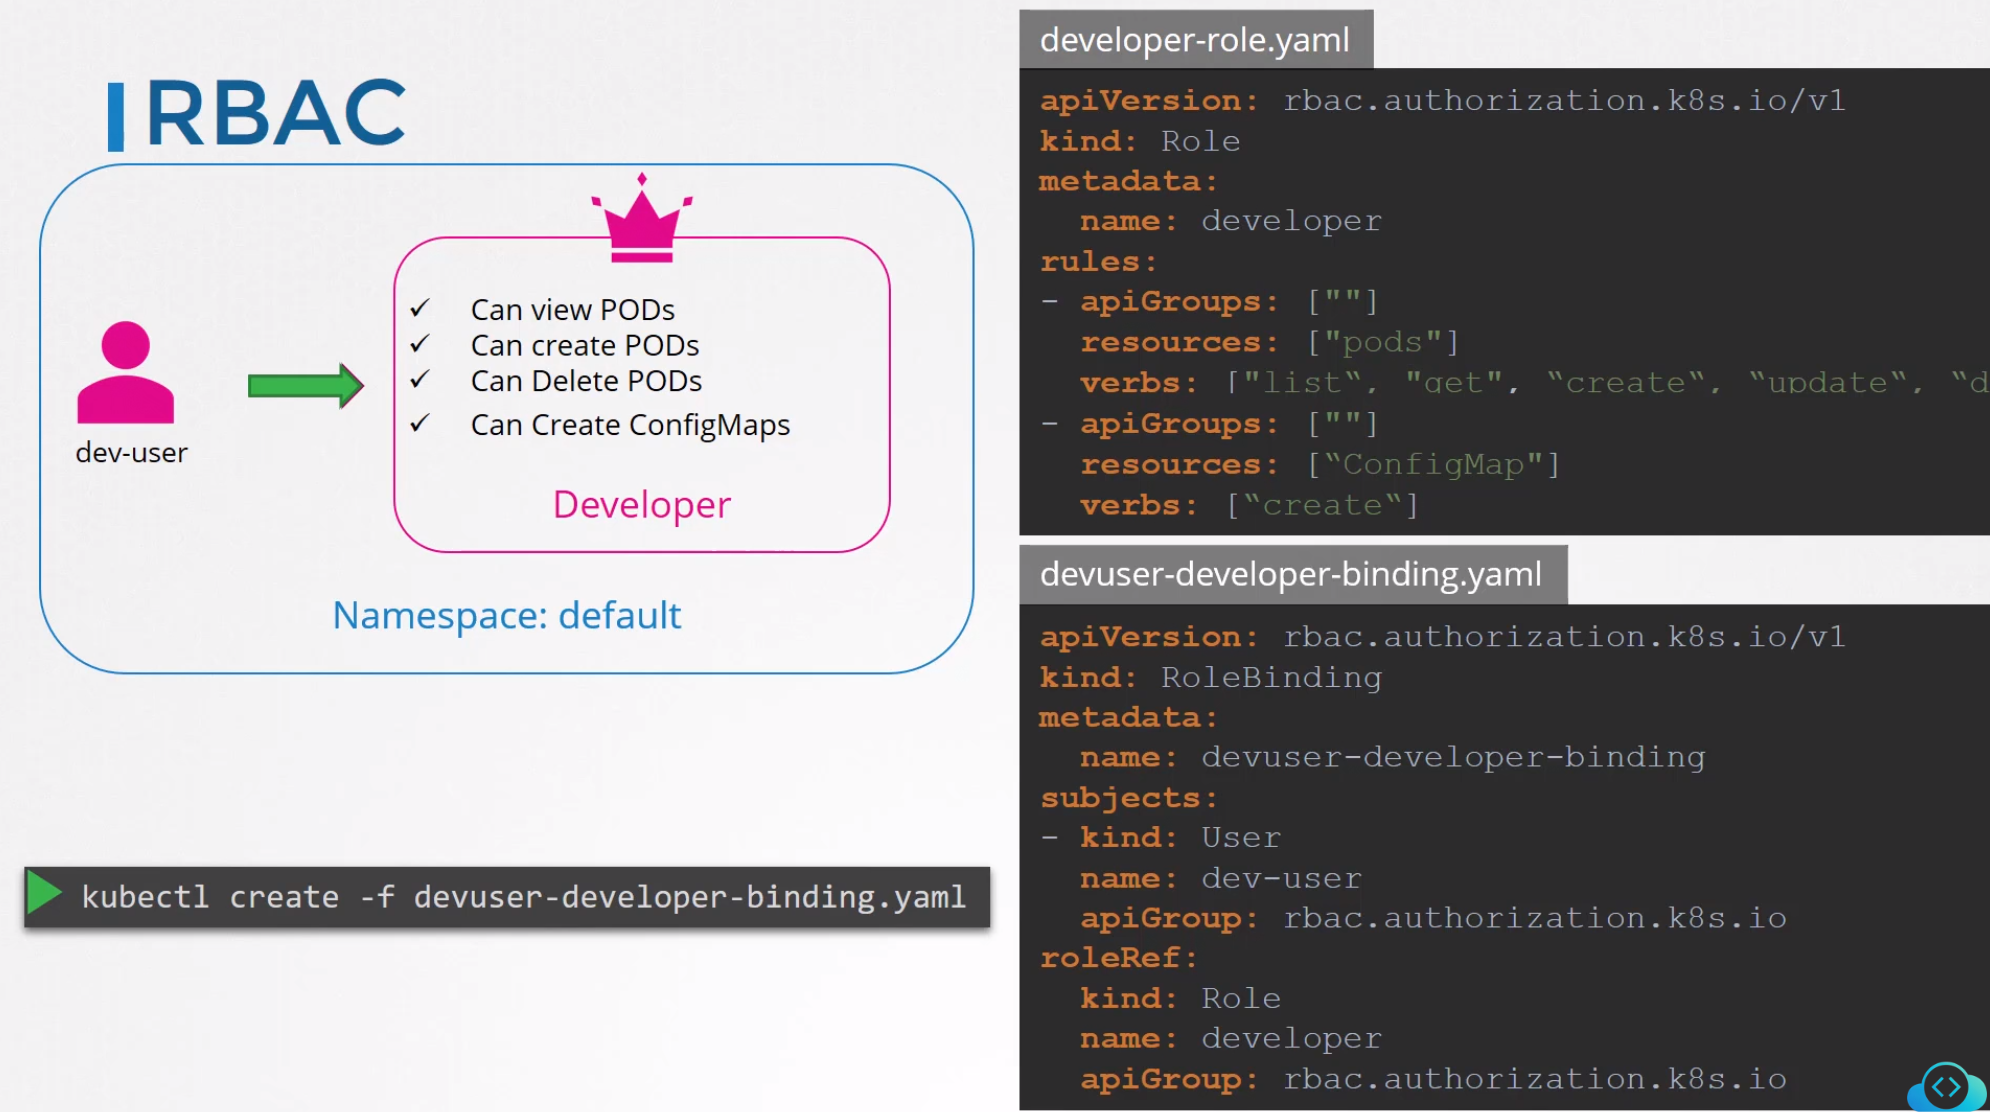 RBAC
Can view PODs
Can create PODs
Can Delete PODs
Can Create ConfigMaps
dev-user
Developer
Namespace: default
kubectl create -f devuser-developer-binding.yaml
developer-role.yaml
apiVersion: rbac.authorization.k8s.io/v1
kind: Role
metadata:
  name: developer
rules:
- apiGroups: [""]
  resources: ["pods"]
  verbs: ["list“, "get", “create“, “update“, “d
- apiGroups: [""]
  resources: [“ConfigMap"]
  verbs: [“create“]
devuser-developer-binding.yaml
apiVersion: rbac.authorization.k8s.io/v1
kind: RoleBinding
metadata:
  name: devuser-developer-binding
subjects:
- kind: User
  name: dev-user
  apiGroup: rbac.authorization.k8s.io
roleRef:
  kind: Role
  name: developer
  apiGroup: rbac.authorization.k8s.io